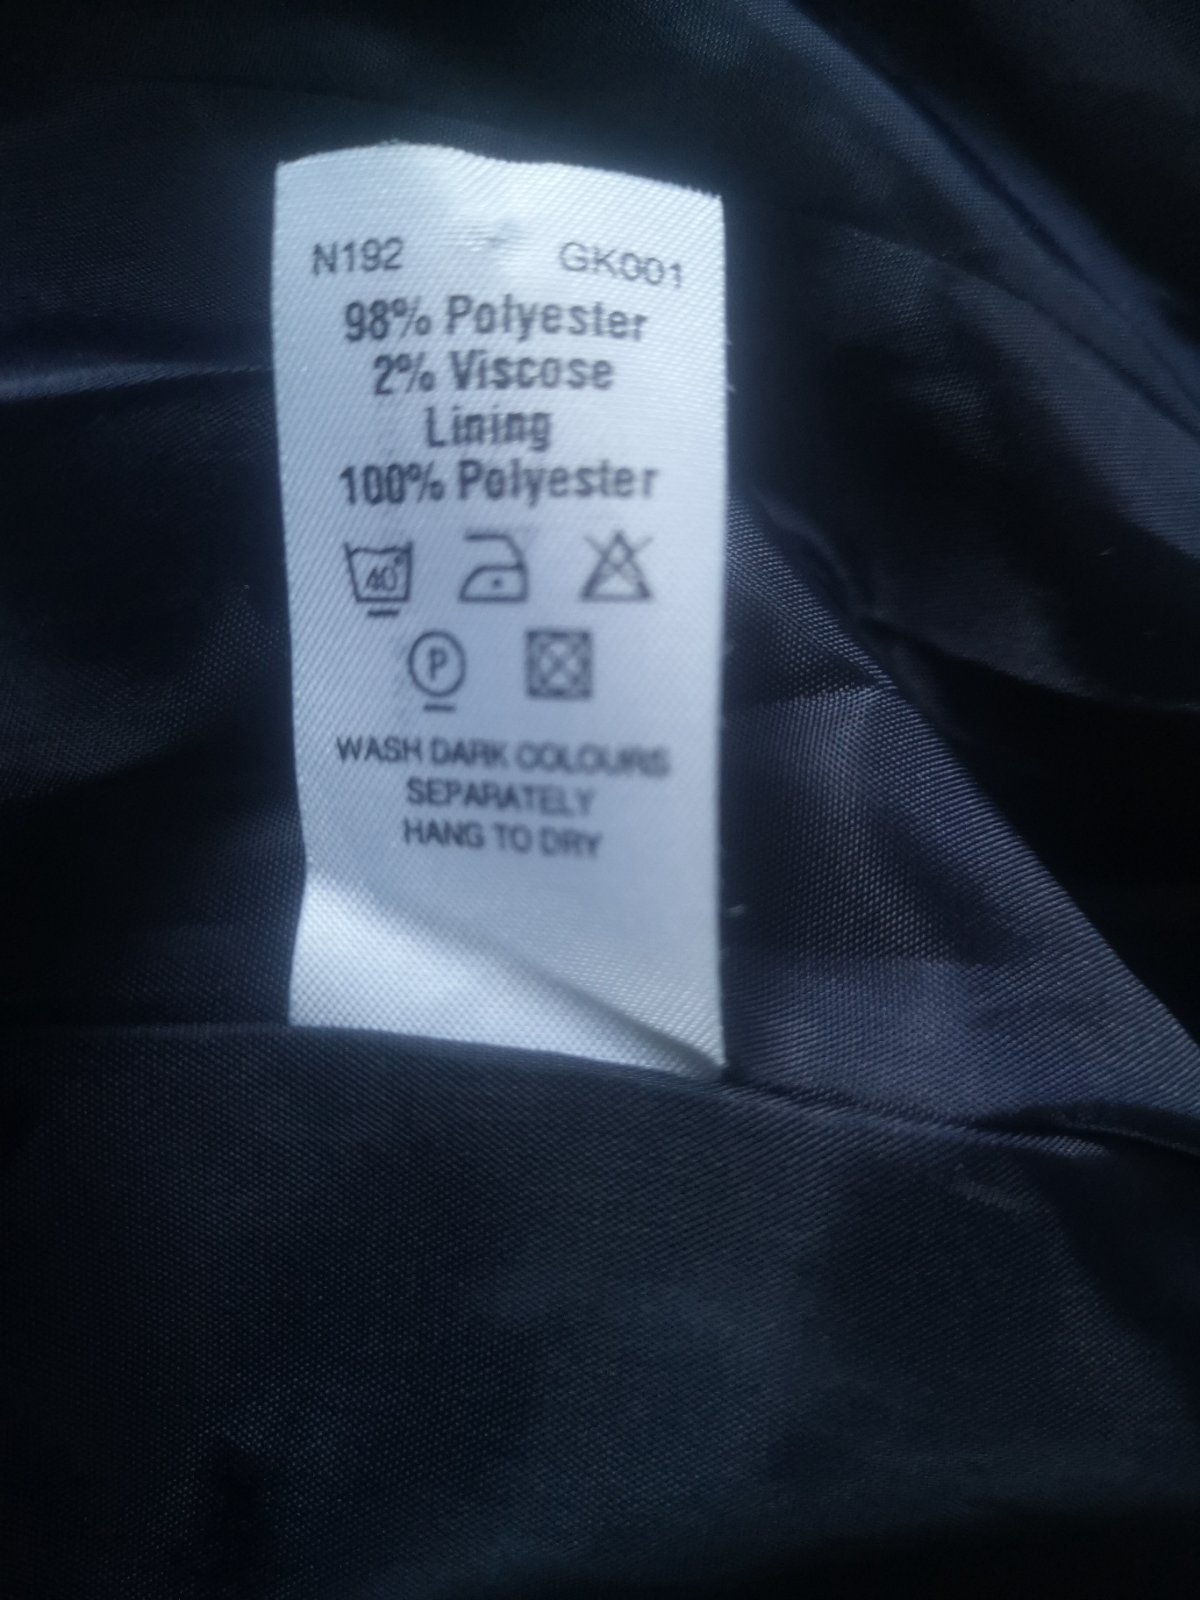 N192 GK001
98% Polyester
2% Viscose
Lining
100% Polyester
40°
P
WASH DARK COLOURS
SEPARATELY
HANG TO DRY